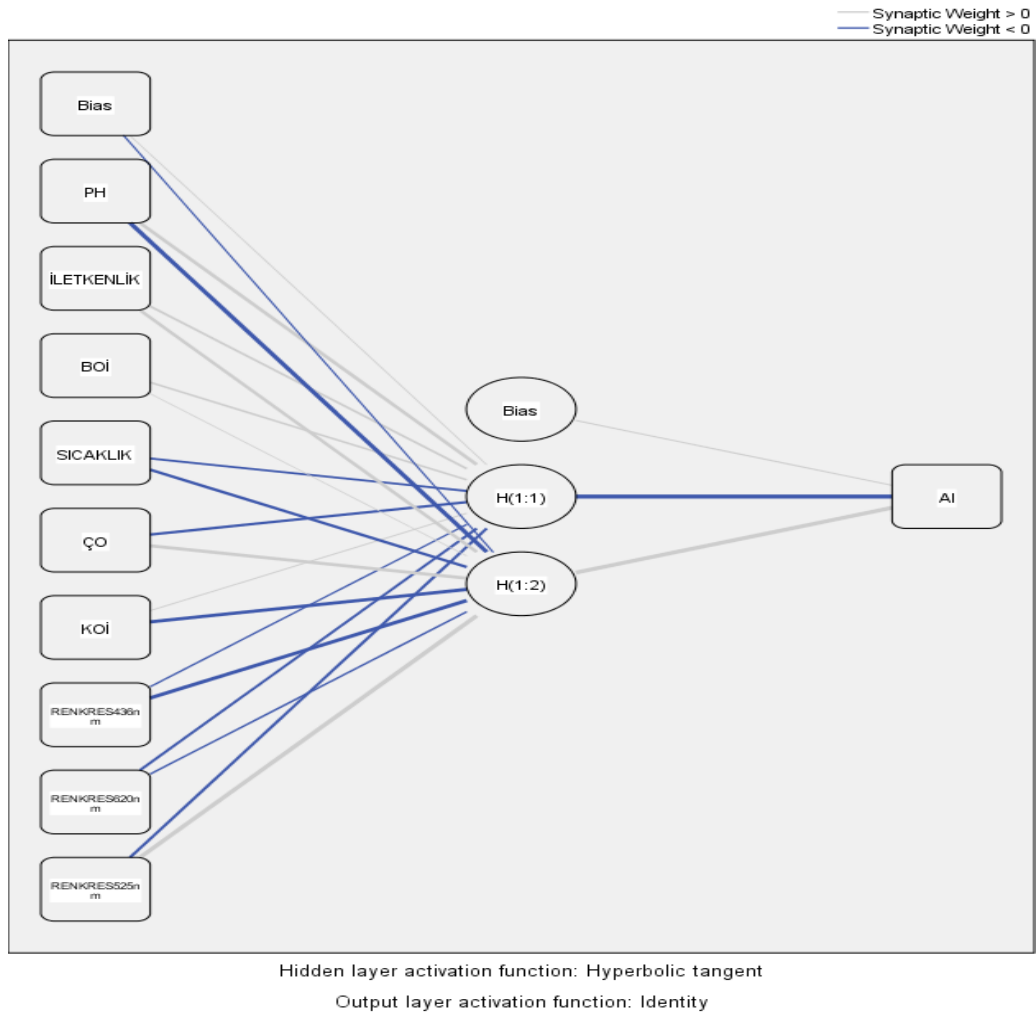 Synaptic Weight > 0
Synaptic Weight < 0
Bias
PH
İLETKENLİK
BOİ
SICAKLIK
ÇO
KOİ
RENKRES436n
m
RENKRES620n
m
RENKRES525n
m
Bias
H(1:1)
H(1:2)
AI
Hidden layer activation function: Hyperbolic tangent
Output layer activation function: Identity